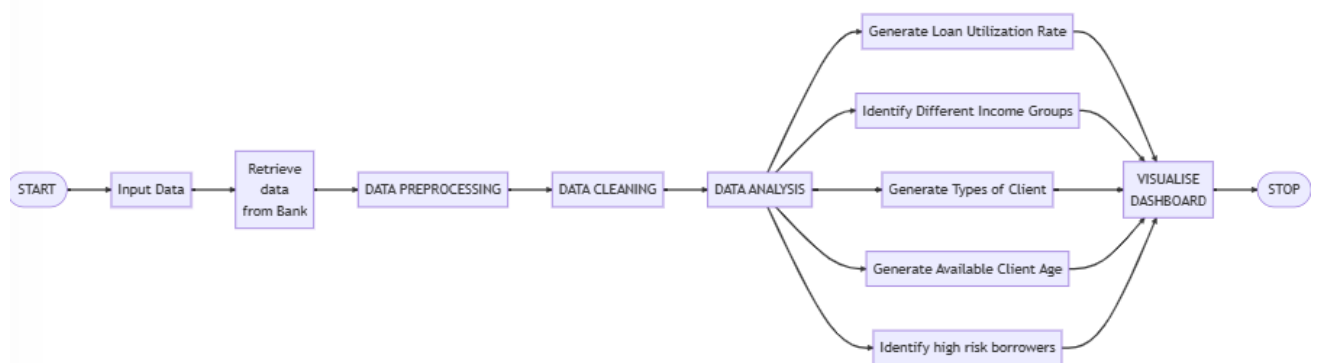 START
Input Data
Retrieve
data
from Bank
DATA PREPROCESSING
DATA CLEANING
DATA ANALYSIS
Generate Loan Utilization Rate
Identify Different Income Groups
Generate Types of Client
Generate Available Client Age
Identify high risk borrowers
VISUALISE
DASHBOARD
STOP